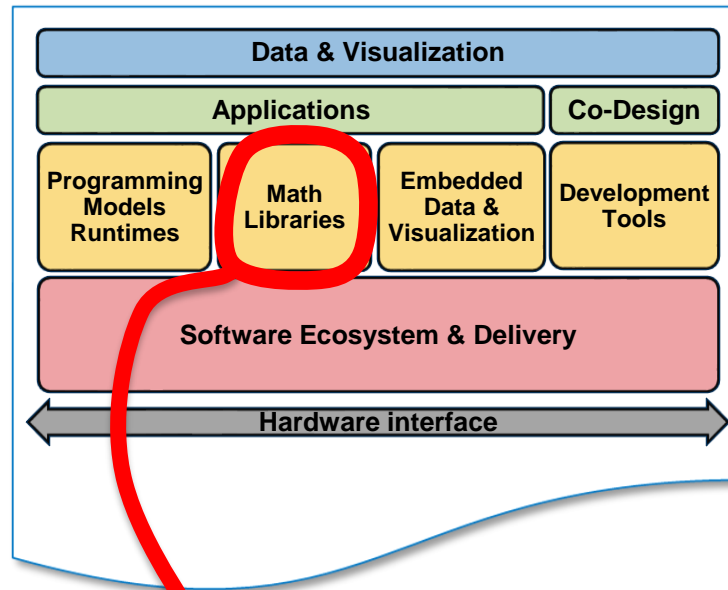 Data & Visualization
Applications
Co-Design
Programming
Models
Runtimes
Math
Libraries
Embedded
Data &
Visualization
Development
Tools
Software Ecosystem & Delivery
Hardware interface